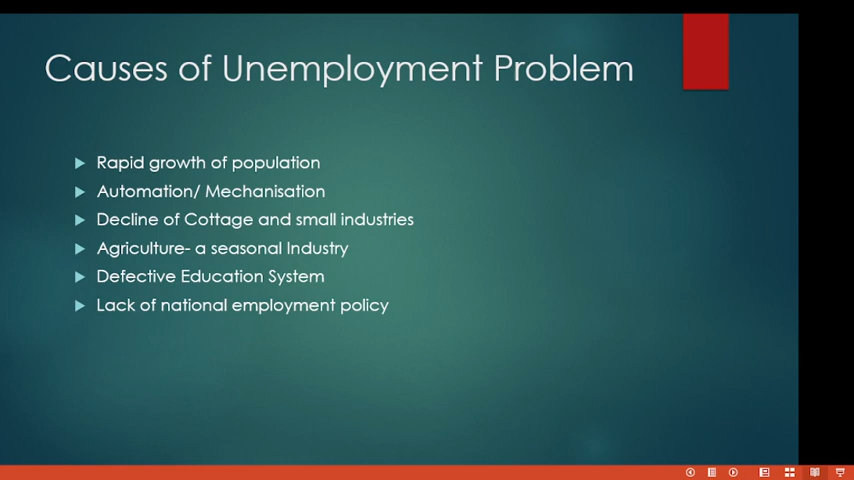 Causes of Unemployment Problem
Rapid growth of population
Automation/ Mechanisation
Decline of Cottage and small industries
Agriculture- a seasonal Industry
Defective Education System
Lack of national employment policy